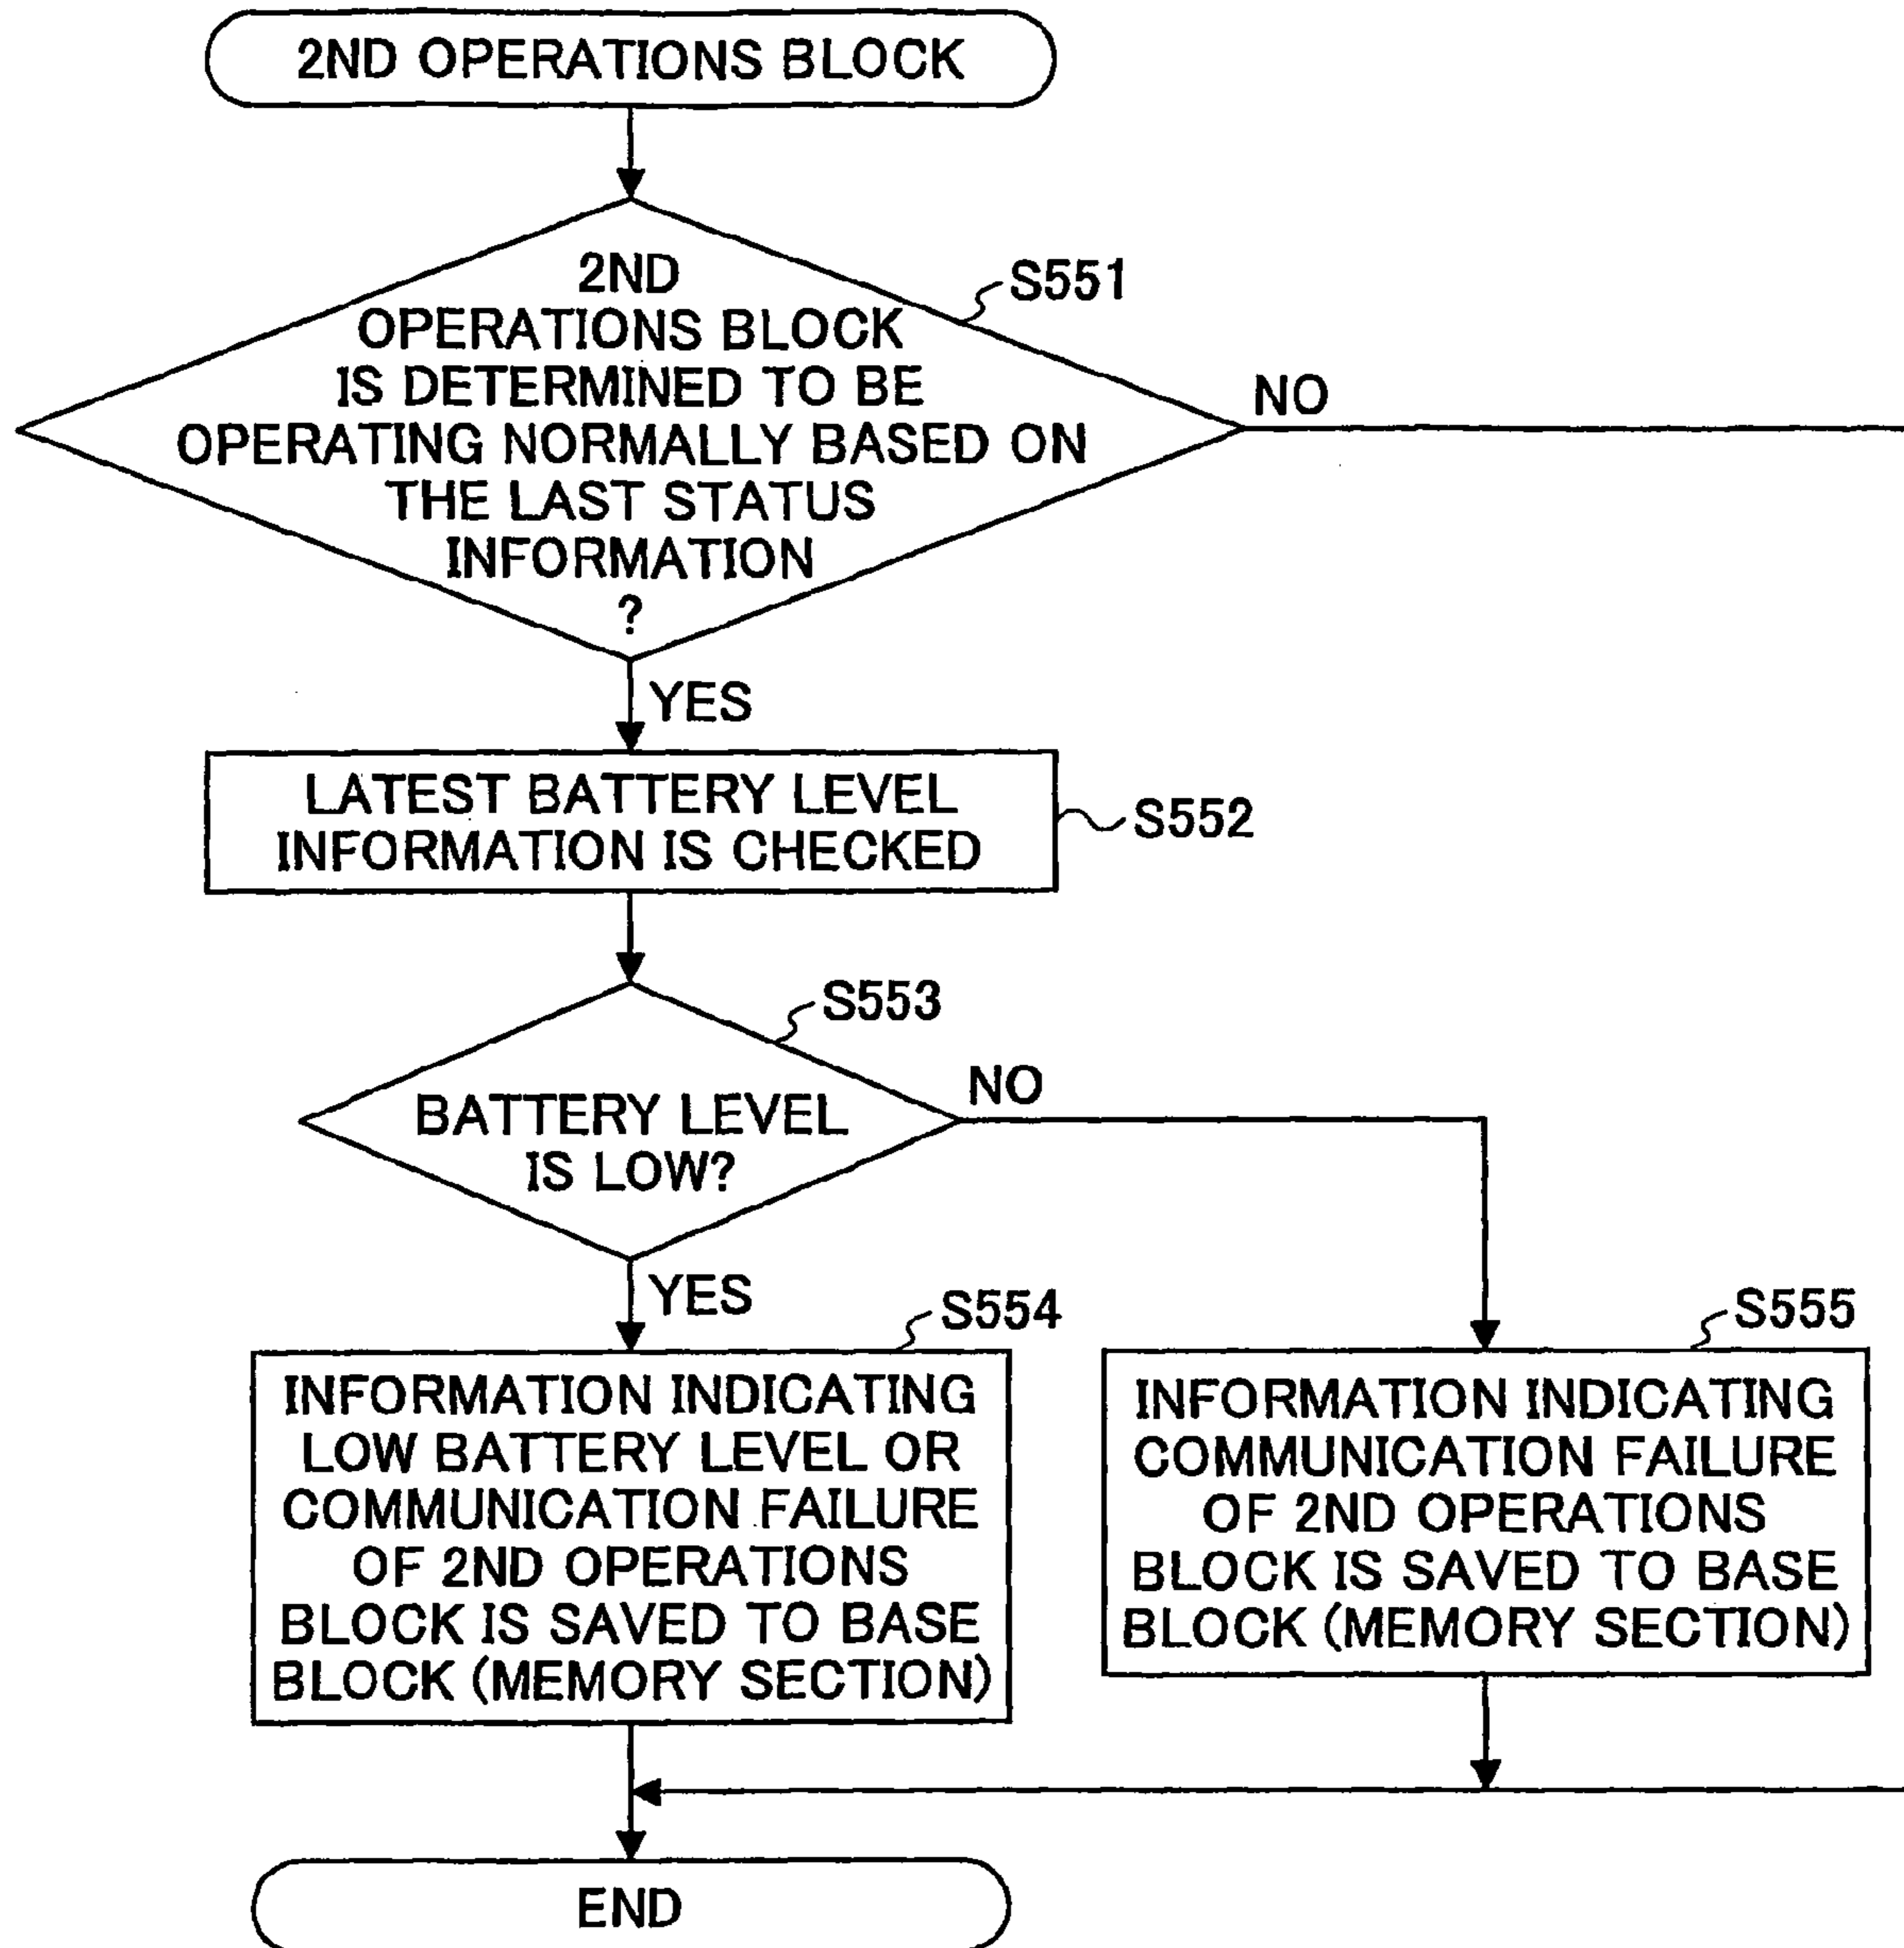 2ND OPERATIONS BLOCK
2ND
OPERATIONS BLOCK
IS DETERMINED TO BE
OPERATING NORMALLY BASED ON
THE LAST STATUS
INFORMATION
?
S551
NO
YES
LATEST BATTERY LEVEL
INFORMATION IS CHECKED
S552
S553
BATTERY LEVEL
IS LOW?
NO
YES
S554
INFORMATION INDICATING
LOW BATTERY LEVEL OR
COMMUNICATION FAILURE
OF 2ND OPERATIONS
BLOCK IS SAVED TO BASE
BLOCK (MEMORY SECTION)
S555
INFORMATION INDICATING
COMMUNICATION FAILURE
OF 2ND OPERATIONS
BLOCK IS SAVED TO BASE
BLOCK (MEMORY SECTION)
END